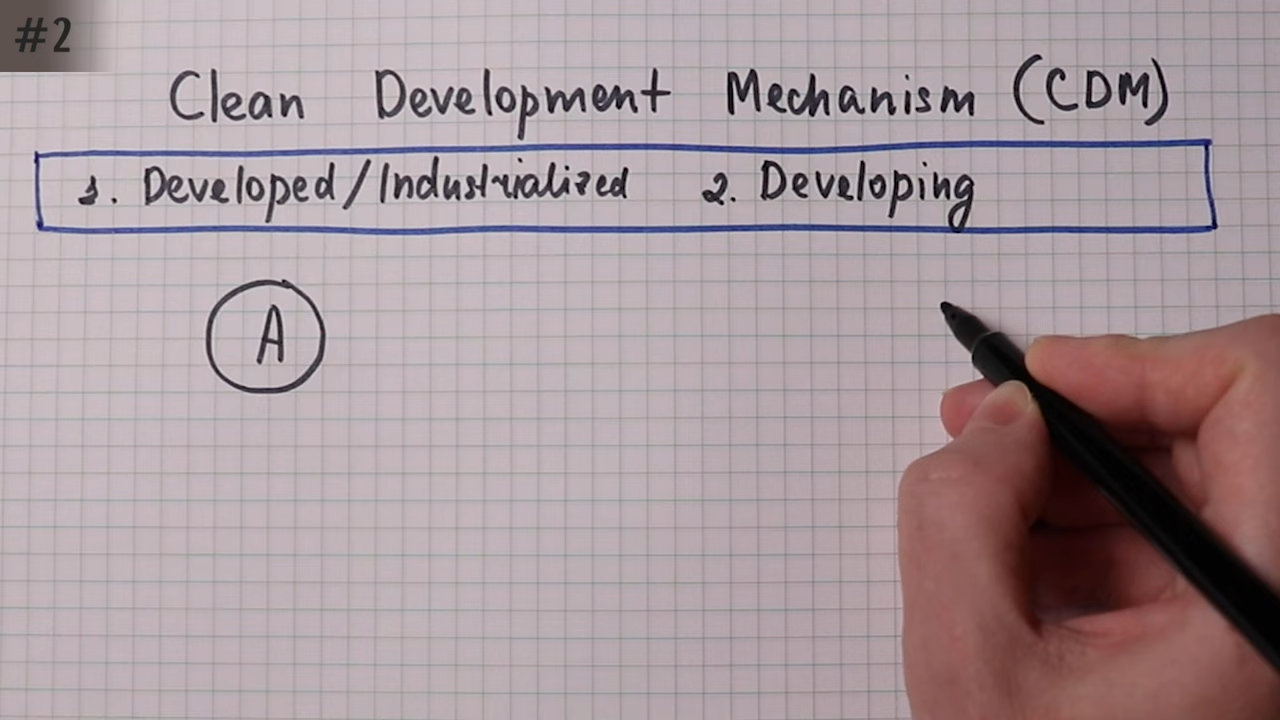 #2
Clean Development Mechanism (CDM)
1. Developed/Industrialized 2. Developing
A